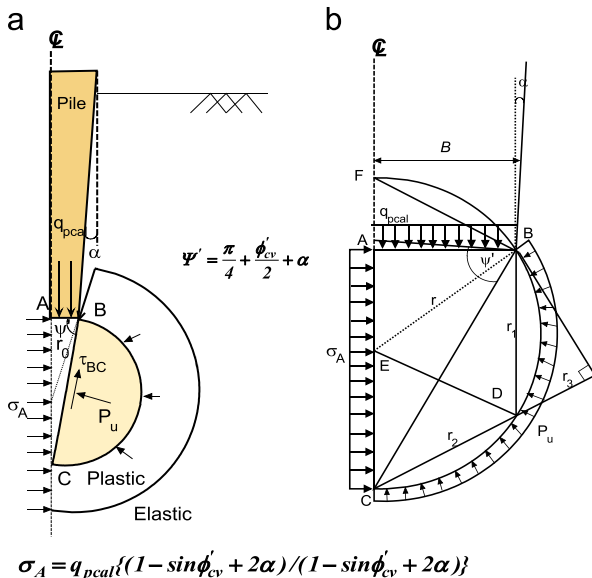 a
b
℄
℄
Pile
α
B
F
q_pcal
q_pca
α
Ψ' = π/4 + ϕ'_cv/2 + α
A
B
A
B
Ψ'
ψ'
r_0
r
r_1
τ_BC
σ_A
E
σ_A
D
r_3
P_u
r_2
P_u
C
Plastic
C
Elastic
σ_A = q_pcal{(1 - sinϕ'_cv + 2α)/(1 - sinϕ'_cv + 2α)}